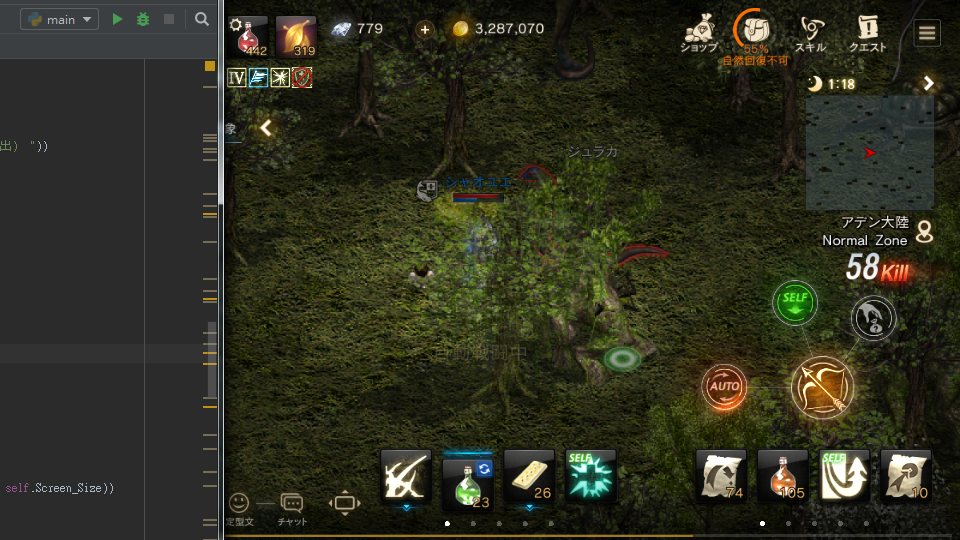 main
出) "))
self.Screen_Size))
442
319
779
3,287,070
ショップ
55%
自然回復不可
スキル
クエスト
IV
象
1:18
ジュラカ
シャオユエ
アデン大陸
Normal Zone
58 Kill
SELF
自動戦闘中
AUTO
23
26
SELF
74
105
SELF
10
定型文
チャット